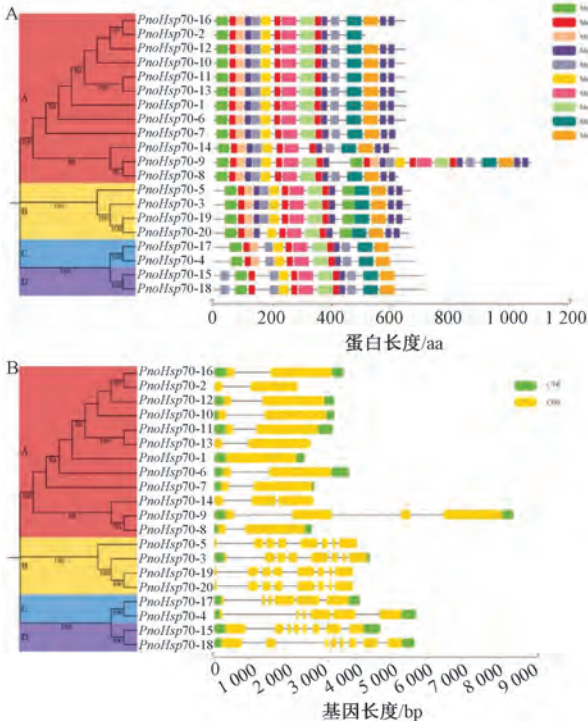 A
PnoHsp70-16
PnoHsp70-2
PnoHsp70-12
PnoHsp70-10
PnoHsp70-11
PnoHsp70-13
PnoHsp70-1
PnoHsp70-6
PnoHsp70-7
PnoHsp70-14
PnoHsp70-9
PnoHsp70-8
PnoHsp70-5
PnoHsp70-3
PnoHsp70-19
PnoHsp70-20
PnoHsp70-17
PnoHsp70-4
PnoHsp70-15
PnoHsp70-18
A
B
C
D
0 200 400 600 800 1 000 1 200
蛋白长度/aa
B
PnoHsp70-16
PnoHsp70-2
PnoHsp70-12
PnoHsp70-10
PnoHsp70-11
PnoHsp70-13
PnoHsp70-1
PnoHsp70-6
PnoHsp70-7
PnoHsp70-14
PnoHsp70-9
PnoHsp70-8
PnoHsp70-5
PnoHsp70-3
PnoHsp70-19
PnoHsp70-20
PnoHsp70-17
PnoHsp70-4
PnoHsp70-15
PnoHsp70-18
A
B
C
D
0 1 000 2 000 3 000 4 000 5 000 6 000 7 000 8 000 9 000
基因长度/bp